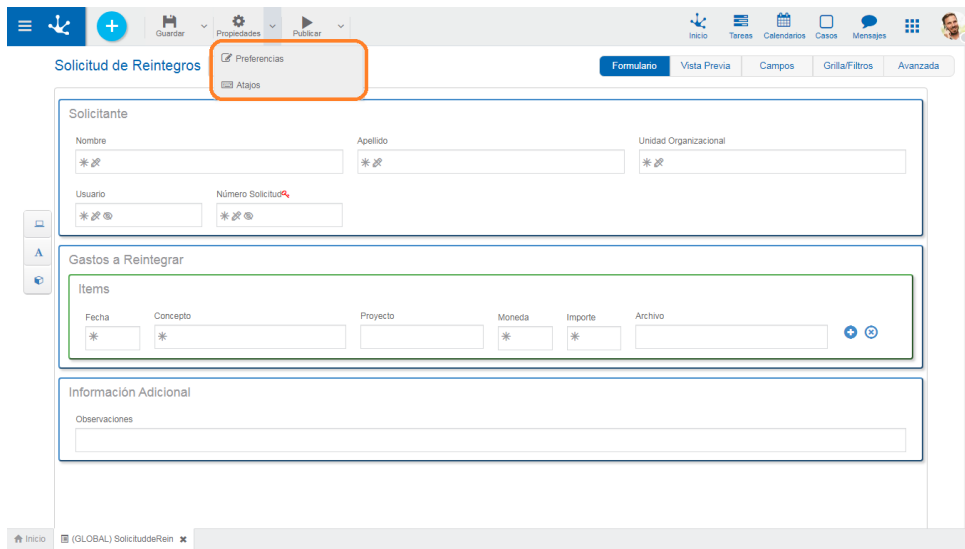 Guardar Propiedades Publicar Inicio Tareas Calendarios Casos Mensajes
Preferencias
Atajos
Solicitud de Reintegros Formulario Vista Previa Campos Grilla/Filtros Avanzada
Solicitante
Nombre Apellido Unidad Organizacional
Usuario Número Solicitud
A
Gastos a Reintegrar
Items
Fecha Concepto Proyecto Moneda Importe Archivo
Información Adicional
Observaciones
Inicio (GLOBAL) SolicituddeRein